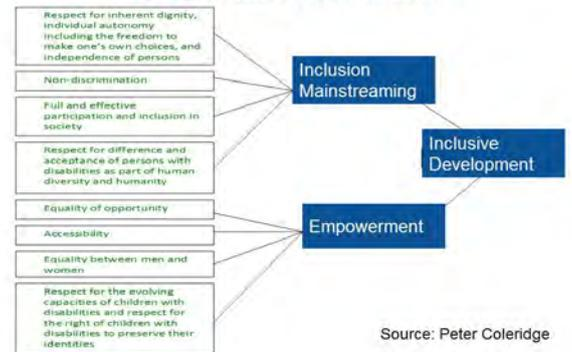 Respect for inherent dignity,
individual autonomy
including the freedom to
make one's own choices, and
independence of persons
Non-discrimination
Full and effective
participation and inclusion in
society
Respect for difference and
acceptance of persons with
disabilities as part of human
diversity and humanity
Equality of opportunity
Accessibility
Equality between men and
women
Respect for the evolving
capacities of children with
disabilities and respect for
the right of children with
disabilities to preserve their
identities
Inclusion
Mainstreaming
Empowerment
Inclusive
Development
Source: Peter Coleridge